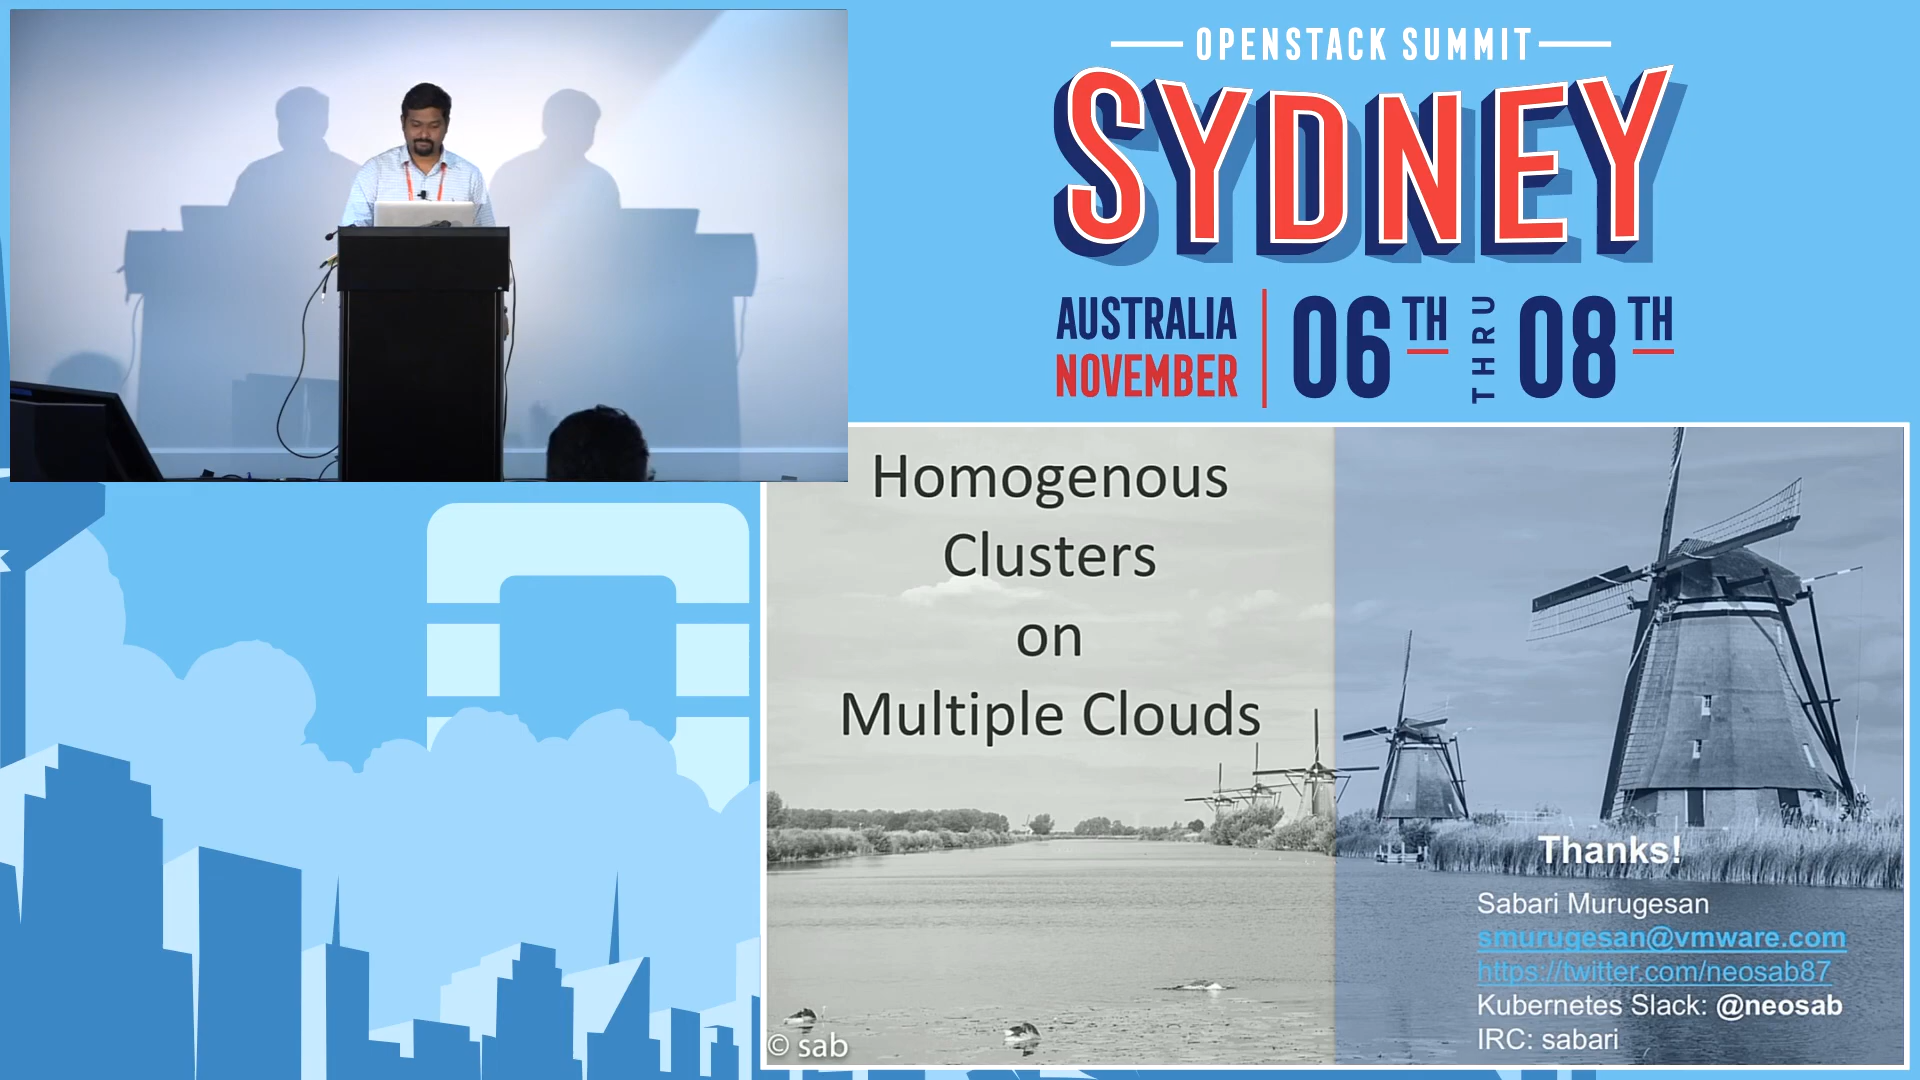 OPENSTACK SUMMIT
SYDNEY
AUSTRALIA
NOVEMBER
06TH THRU 08TH
Homogenous
Clusters
on
Multiple Clouds
Thanks!
Sabari Murugesan
smurugesan@vmware.com
https://twitter.com/neosab87
Kubernetes Slack: @neosab
IRC: sabari
© sab